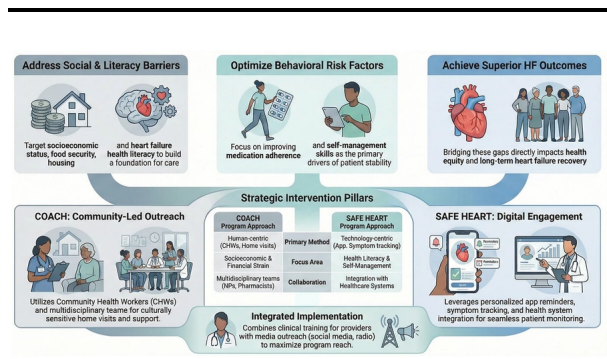 Address Social & Literacy Barriers
Target socioeconomic
status, food security,
housing
and heart failure
health literacy to build
a foundation for care
Optimize Behavioral Risk Factors
Focus on improving
medication adherence
and self-management
skills as the primary
drivers of patient stability
Achieve Superior HF Outcomes
Bridging these gaps directly impacts health
equity and long-term heart failure recovery
Strategic Intervention Pillars
COACH
Program Approach
SAFE HEART
Program Approach
Human-centric
(CHWs, Home visits)
Primary Method
Technology-centric
(App. Symptom tracking)
Socioeconomic &
Financial Strain
Focus Area
Health Literacy &
Self-Management
Multidisciplinary teams
(NPs, Pharmacists)
Collaboration
Integration with
Healthcare Systems
COACH: Community-Led Outreach
Utilizes Community Health Workers (CHWs)
and multidisciplinary teame for culturally
sensitive home visits and support.
SAFE HEART: Digital Engagement
Leverages personalized app reminders,
symptom tracking, and health system
integration for seamless patient monitoring.
Integrated Implementation
Combines clinical training for providers
with media outreach (social media, radio)
to maximize program reach.